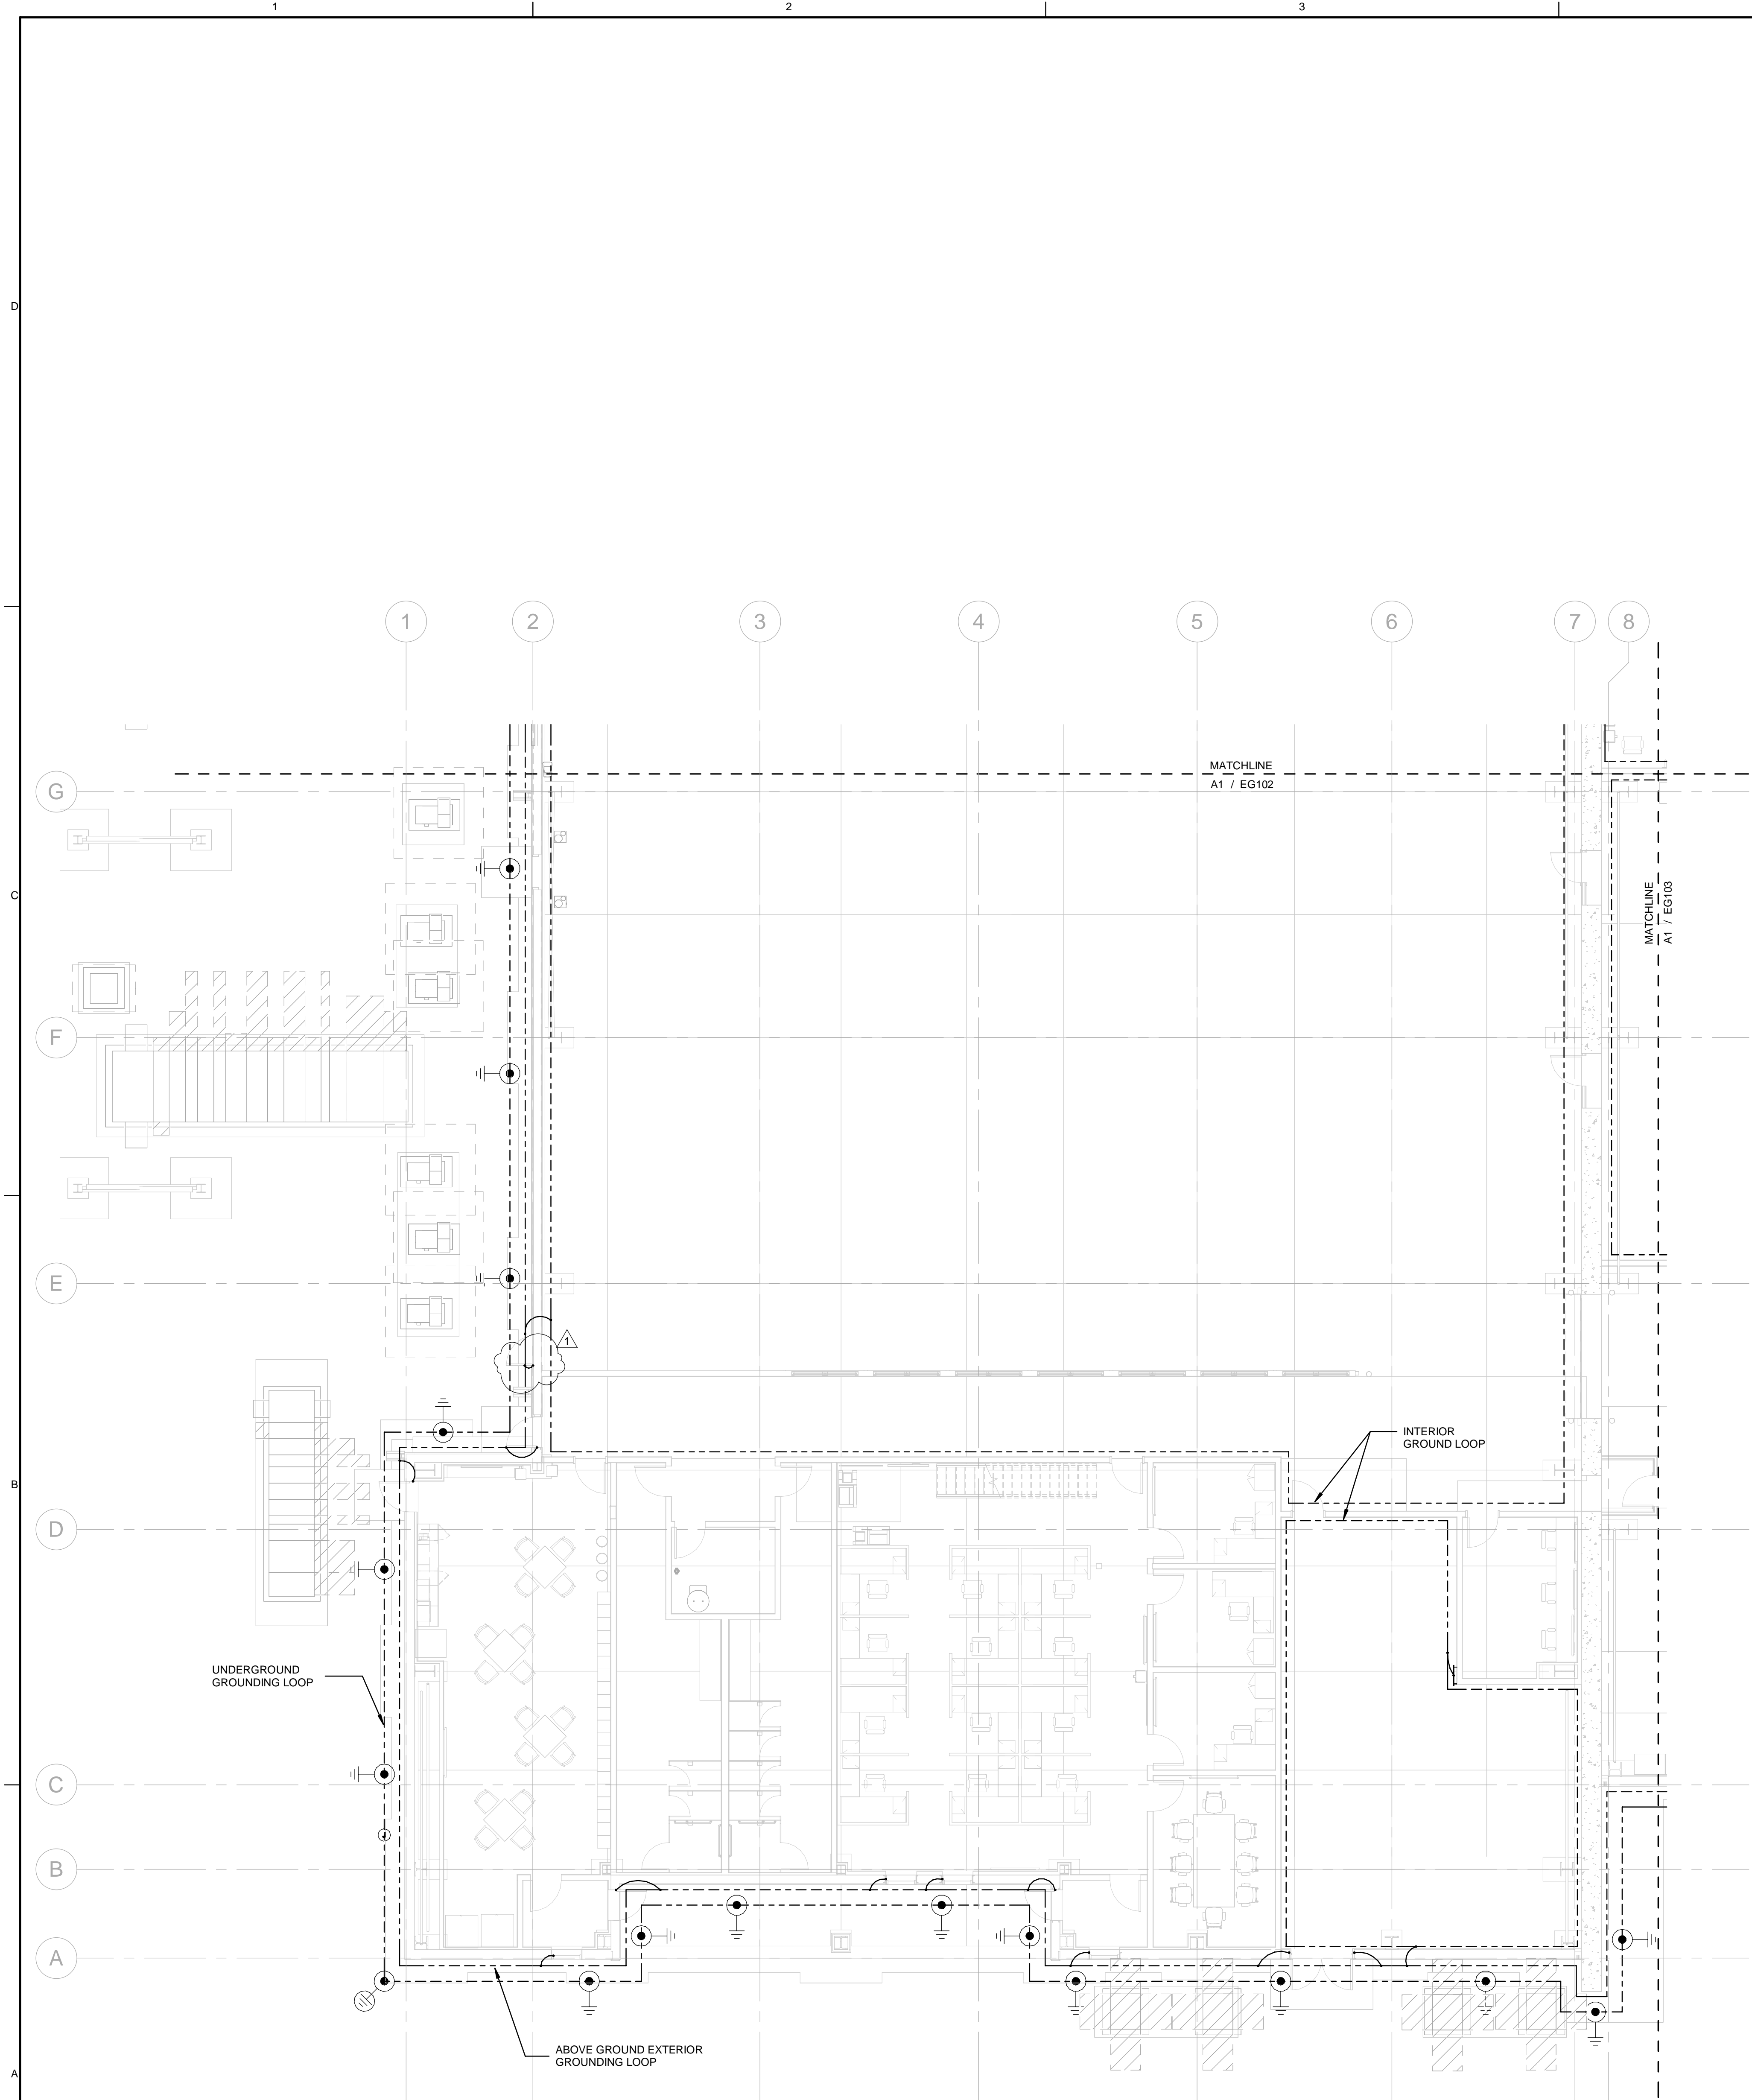 1
2
3
D
1
2
3
4
5
6
7
8
MATCHLINE
A1 / EG102
G
C
MATCHLINE
A1 / EG103
F
E
1
INTERIOR
GROUND LOOP
B
D
UNDERGROUND
GROUNDING LOOP
C
B
A
ABOVE GROUND EXTERIOR
GROUNDING LOOP
A